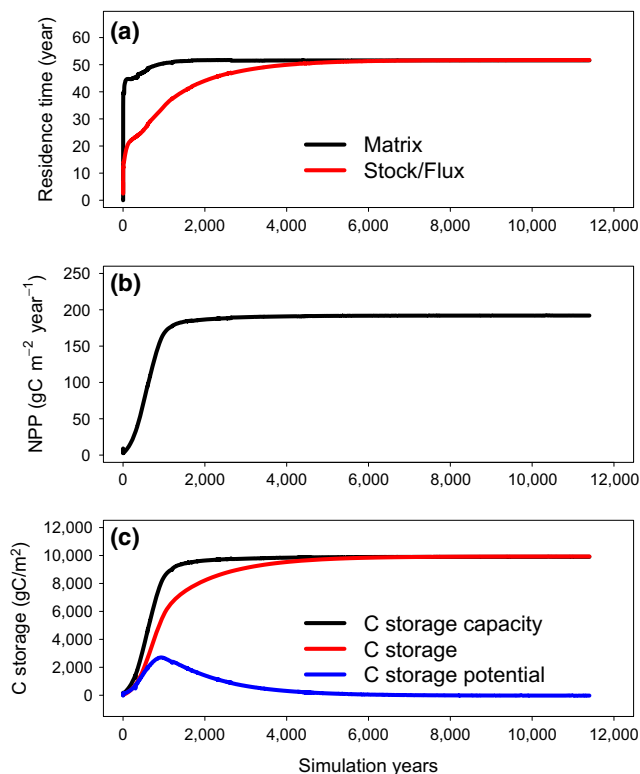 (a)
Residence time (year)
60
50
40
30
20
10
0
Matrix
Stock/Flux
0 2,000 4,000 6,000 8,000 10,000 12,000
(b)
NPP (gC m⁻² year⁻¹)
250
200
150
100
50
0
0 2,000 4,000 6,000 8,000 10,000 12,000
(c)
C storage (gC/m²)
12,000
10,000
8,000
6,000
4,000
2,000
0
C storage capacity
C storage
C storage potential
0 2,000 4,000 6,000 8,000 10,000 12,000
Simulation years